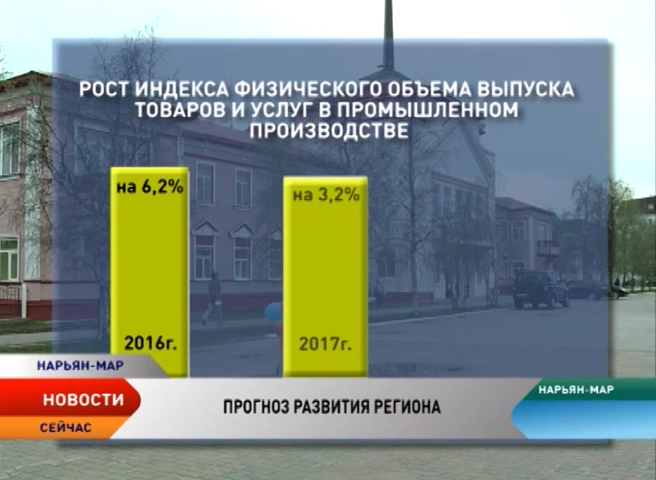 РОСТ ИНДЕКСА ФИЗИЧЕСКОГО ОБЪЕМА ВЫПУСКА
ТОВАРОВ И УСЛУГ В ПРОМЫШЛЕННОМ
ПРОИЗВОДСТВЕ
на 6,2%
на 3,2%
2016г.
2017г.
НАРЬЯН-МАР
НОВОСТИ
СЕЙЧАС
ПРОГНОЗ РАЗВИТИЯ РЕГИОНА
НАРЬЯН-МАР